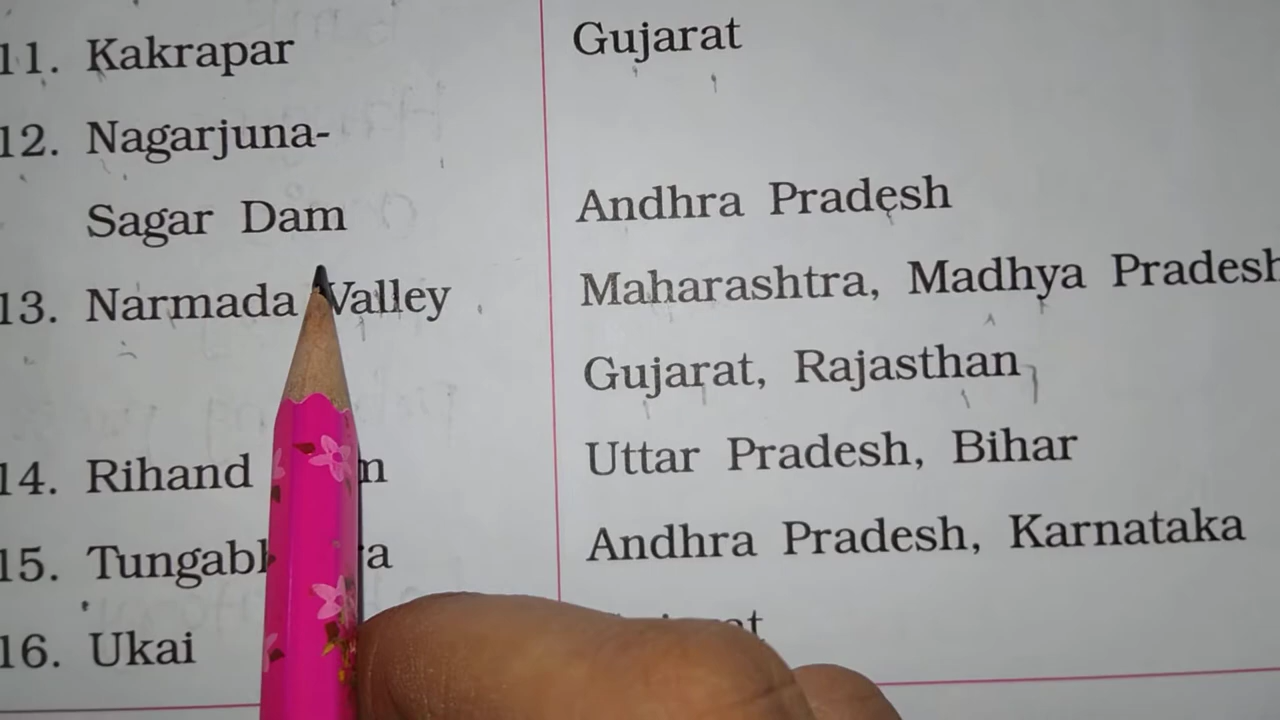 11. Kakrapar Gujarat
12. Nagarjuna-
Sagar Dam Andhra Pradesh
13. Narmada Valley Maharashtra, Madhya Pradesh
Gujarat, Rajasthan
14. Rihand Uttar Pradesh, Bihar
15. Andhra Pradesh, Karnataka
16. Ukai